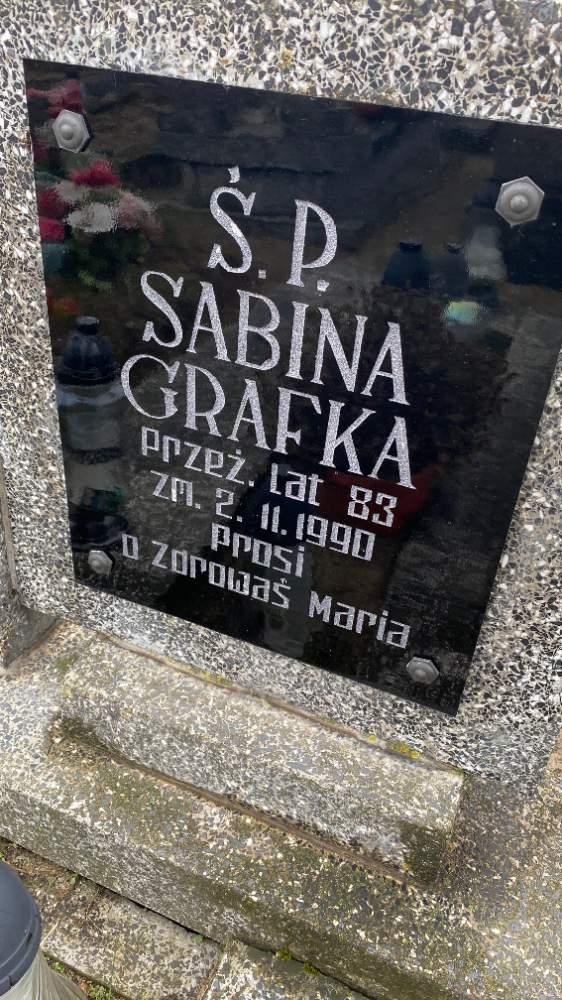 Ś. P.
SABINA
GRAFKA
przeż. lat 83
zm. 2. 11. 1990
prosi
o zdrowaś Maria